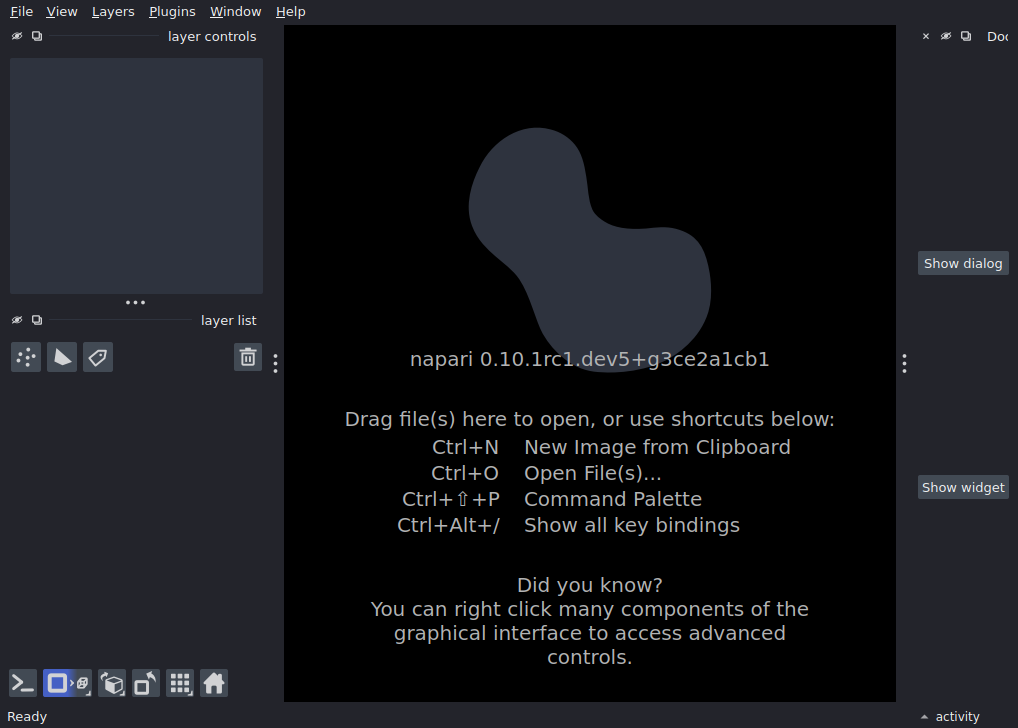 File View Layers Plugins Window Help
layer controls
Doc
Show dialog
layer list
napari 0.10.1rc1.dev5+g3ce2a1cb1
Drag file(s) here to open, or use shortcuts below:
Ctrl+N New Image from Clipboard
Ctrl+O Open File(s)...
Ctrl+⇧+P Command Palette
Ctrl+Alt+/ Show all key bindings
Show widget
Did you know?
You can right click many components of the
graphical interface to access advanced
controls.
Ready
activity